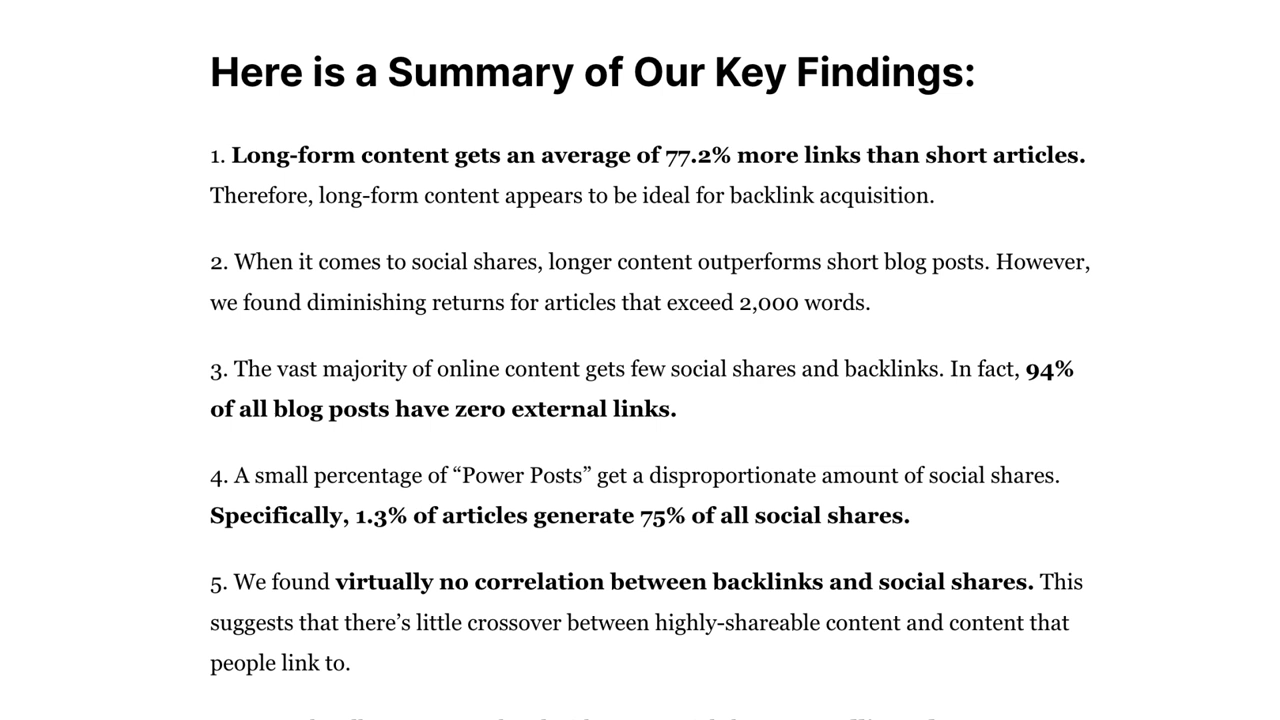 Here is a Summary of Our Key Findings:
1. Long-form content gets an average of 77.2% more links than short articles.
Therefore, long-form content appears to be ideal for backlink acquisition.
2. When it comes to social shares, longer content outperforms short blog posts. However,
we found diminishing returns for articles that exceed 2,000 words.
3. The vast majority of online content gets few social shares and backlinks. In fact, 94%
of all blog posts have zero external links.
4. A small percentage of “Power Posts” get a disproportionate amount of social shares.
Specifically, 1.3% of articles generate 75% of all social shares.
5. We found virtually no correlation between backlinks and social shares. This
suggests that there’s little crossover between highly-shareable content and content that
people link to.